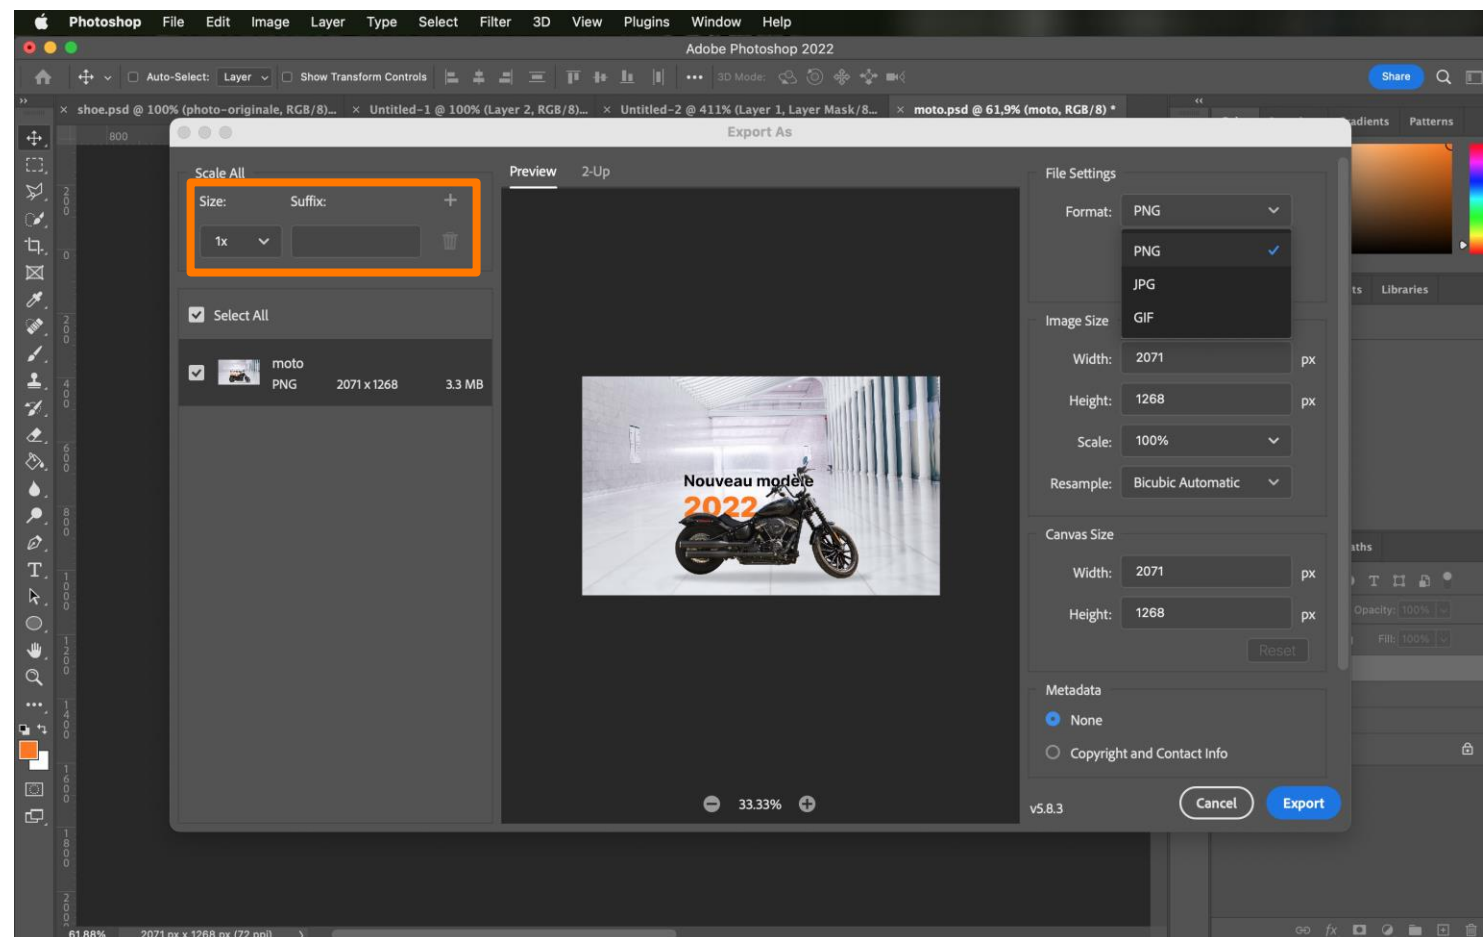 Photoshop File Edit Image Layer Type Select Filter 3D View Plugins Window Help
Adobe Photoshop 2022
Auto-Select: Layer Show Transform Controls 3D Mode: Share
× shoe.psd @ 100% (photo-originale, RGB/8)... × Untitled-1 @ 100% (Layer 2, RGB/8)... × Untitled-2 @ 411% (Layer 1, Layer Mask/8... × moto.psd @ 61,9% (moto, RGB/8) *
Patterns
800
Export As
Scale All
Size: Suffix:
1x
Select All
moto
PNG 2071 x 1268 3.3 MB
Preview 2-Up
Nouveau modèle
2022
33.33%
File Settings
Format: PNG
PNG
JPG
GIF
Image Size
Width: 2071 px
Height: 1268 px
Scale: 100%
Resample: Bicubic Automatic
Canvas Size
Width: 2071 px
Height: 1268 px
Reset
Metadata
None
Copyright and Contact Info
v5.8.3
Cancel Export
Libraries
Opacity: 100%
Fill: 100%
61,88% 2071 px x 1268 px (72 ppi)